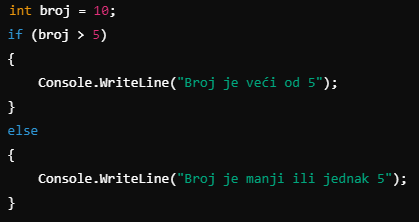 int broj = 10;
if (broj > 5)
{
    Console.WriteLine("Broj je veći od 5");
}
else
{
    Console.WriteLine("Broj je manji ili jednak 5");
}